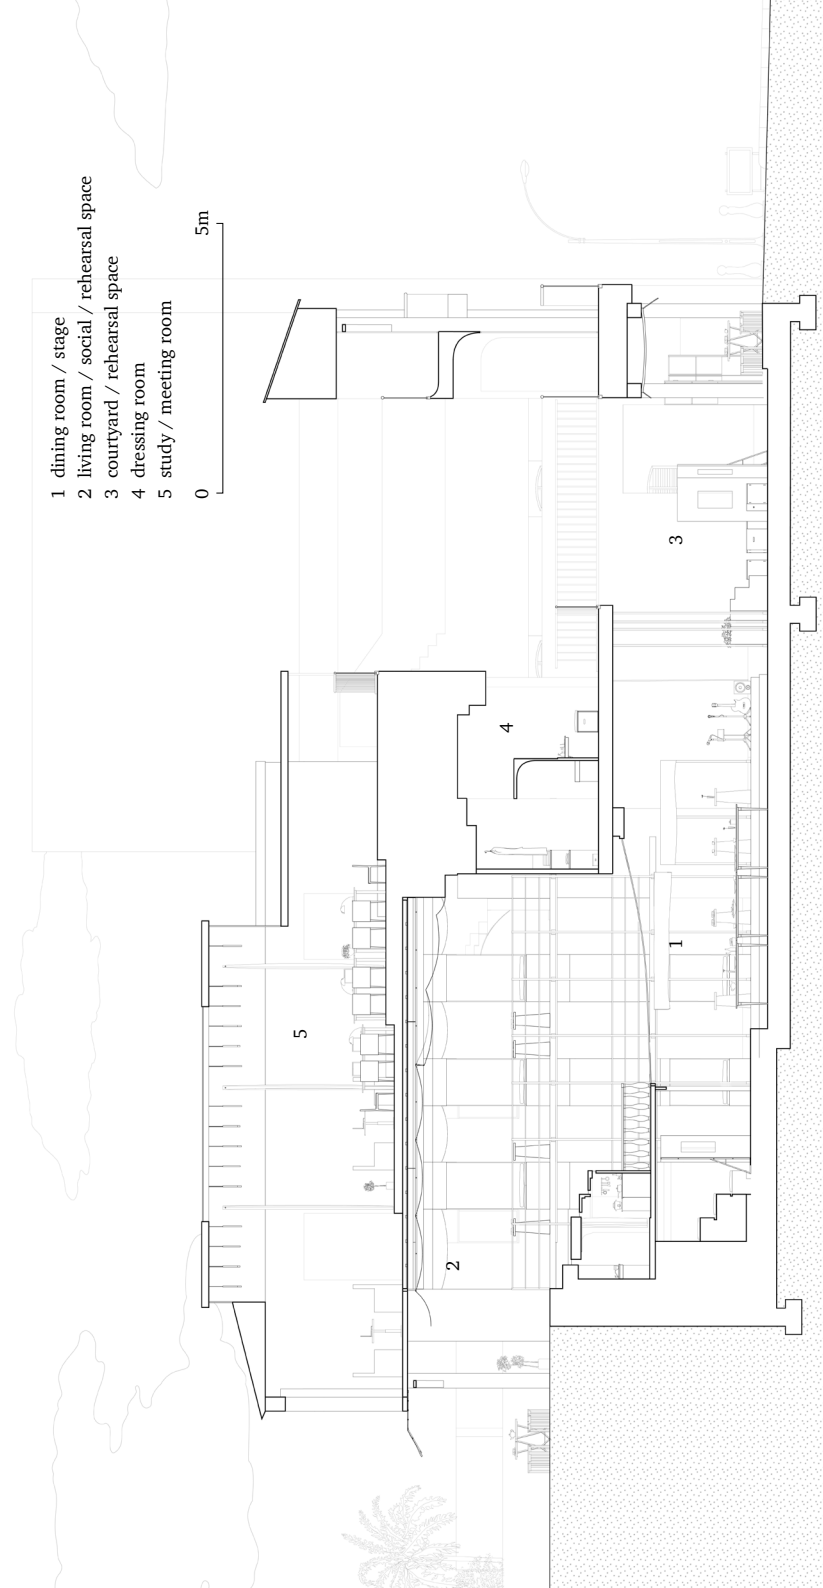 1 dining room / stage
2 living room / social / rehearsal space
3 courtyard / rehearsal space
4 dressing room
5 study / meeting room
0 5m
5
2
1
4
3